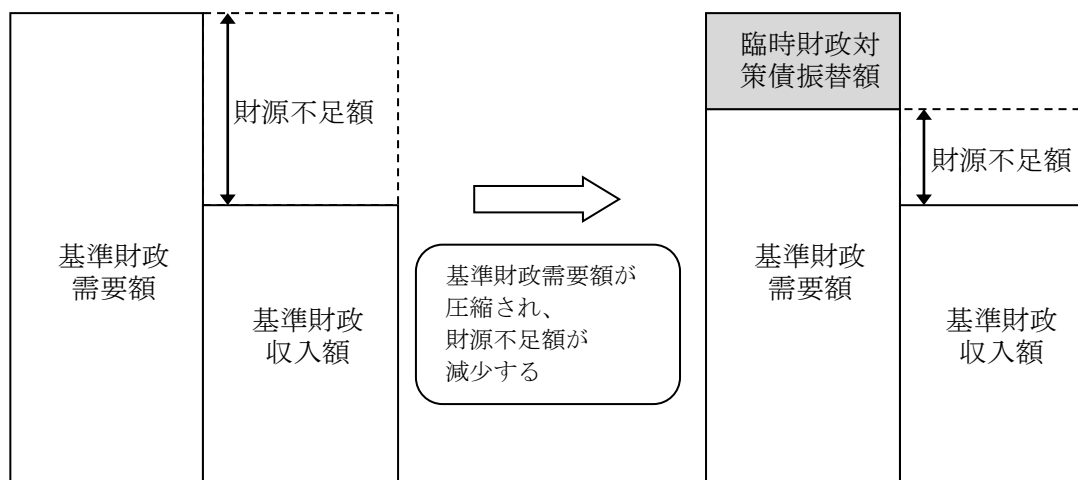 財源不足額
基準財政
需要額
基準財政
収入額
基準財政需要額が
圧縮され、
財源不足額が
減少する
臨時財政対
策債振替額
財源不足額
基準財政
需要額
基準財政
収入額